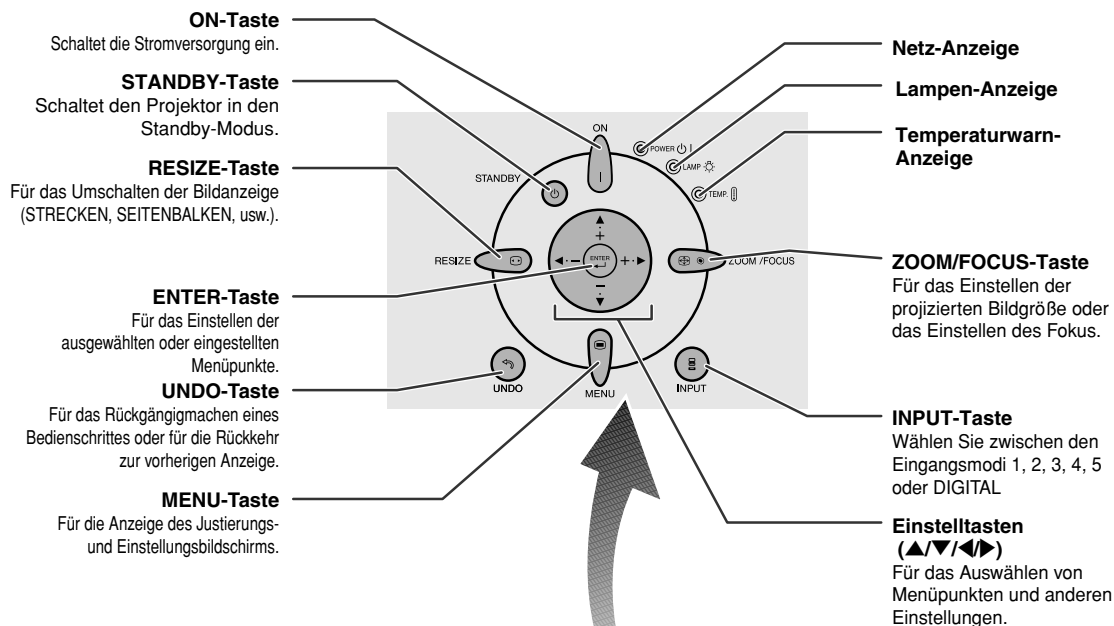 ON-Taste
Schaltet die Stromversorgung ein.
STANDBY-Taste
Schaltet den Projektor in den
Standby-Modus.
RESIZE-Taste
Für das Umschalten der Bildanzeige
(STRECKEN, SEITENBALKEN, usw.).
ENTER-Taste
Für das Einstellen der
ausgewählten oder eingestellten
Menüpunkte.
UNDO-Taste
Für das Rückgängigmachen eines
Bedienschrittes oder für die Rückkehr
zur vorherigen Anzeige.
MENU-Taste
Für die Anzeige des Justierungs-
und Einstellungsbildschirms.
ON
POWER
LAMP
TEMP.
STANDBY
RESIZE
ENTER
ZOOM /FOCUS
UNDO
MENU
INPUT
Netz-Anzeige
Lampen-Anzeige
Temperaturwarn-
Anzeige
ZOOM/FOCUS-Taste
Für das Einstellen der
projizierten Bildgröße oder
das Einstellen des Fokus.
INPUT-Taste
Wählen Sie zwischen den
Eingangsmodi 1, 2, 3, 4, 5
oder DIGITAL
Einstelltasten
(▲/▼/◀/▶)
Für das Auswählen von
Menüpunkten und anderen
Einstellungen.